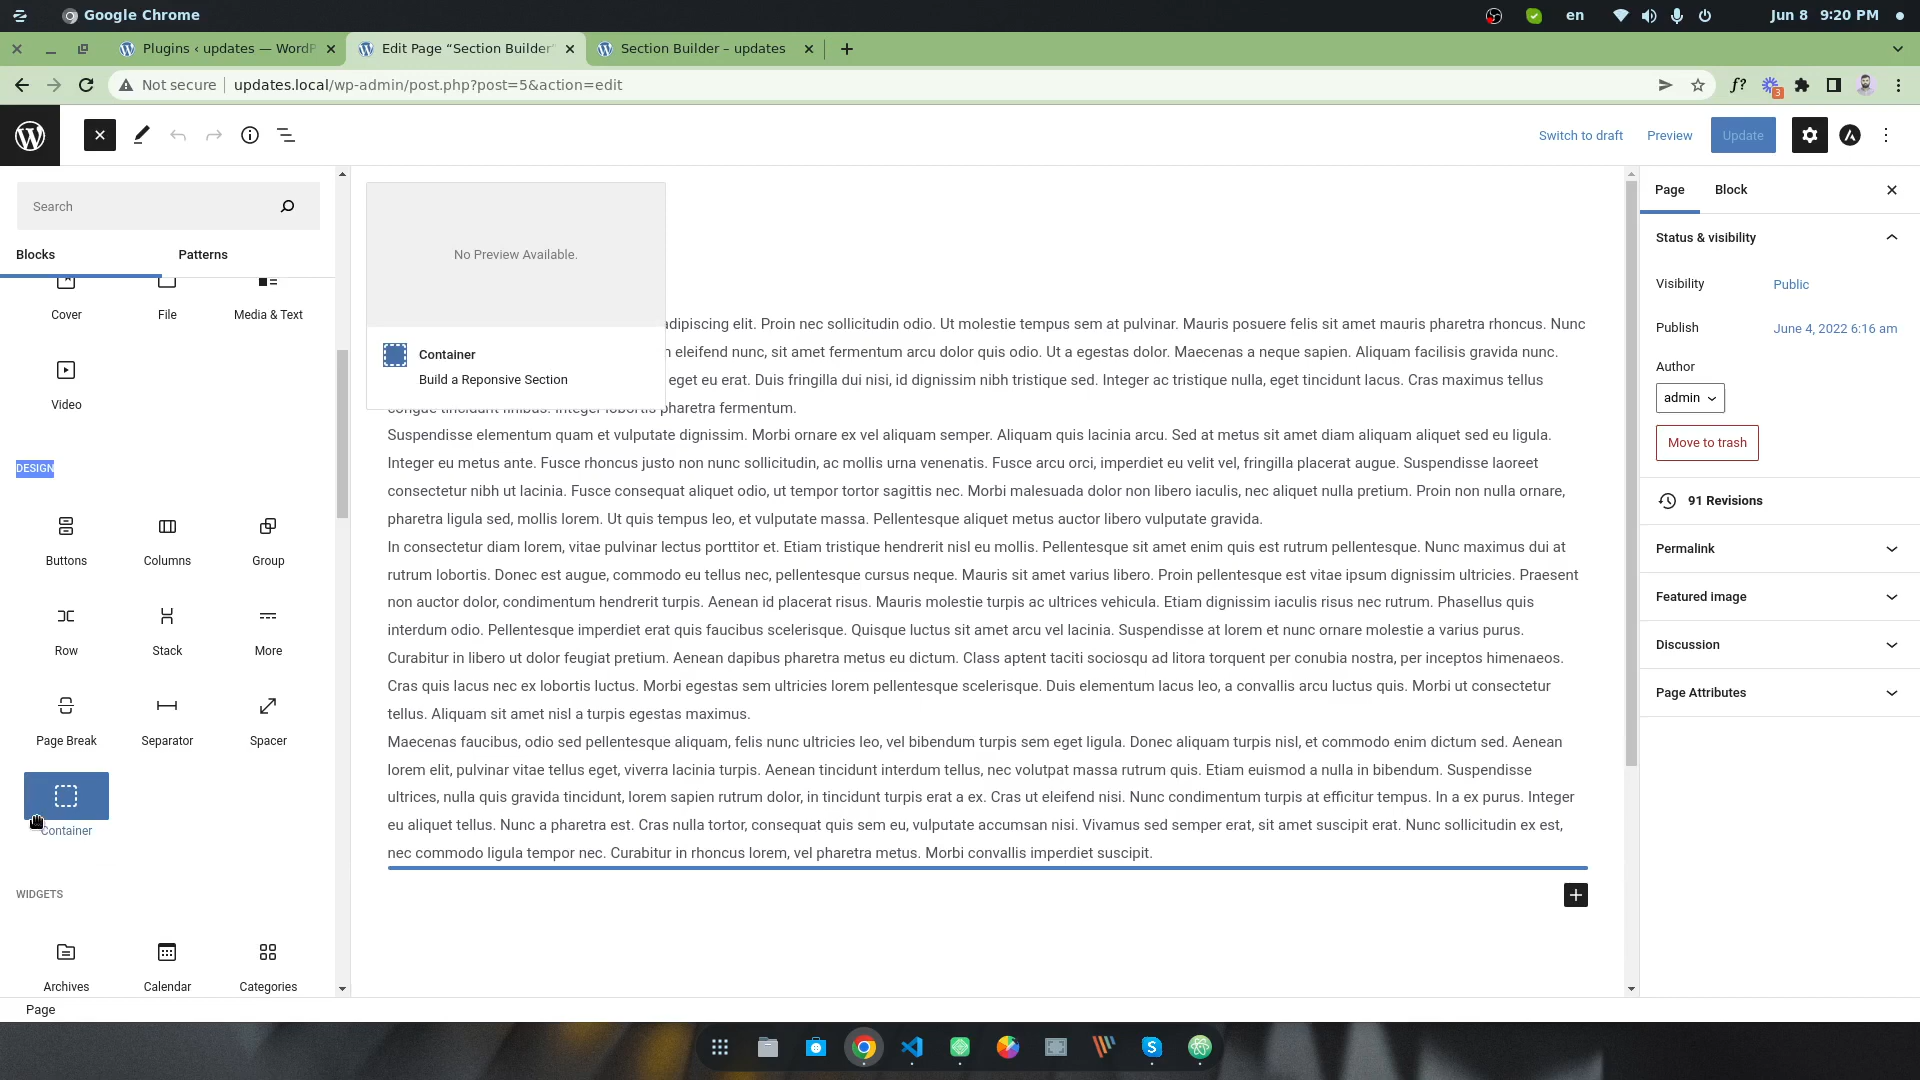 Google Chrome
en
Jun 8 9:20 PM
Plugins ‹ updates — WordP
Edit Page “Section Builder”
Section Builder – updates
Not secure
updates.local/wp-admin/post.php?post=5&action=edit
f?
3
Switch to draft
Preview
Update
Search
Blocks
Patterns
Cover
File
Media & Text
Video
DESIGN
Buttons
Columns
Group
Row
Stack
More
Page Break
Separator
Spacer
Container
WIDGETS
Archives
Calendar
Categories
Page
No Preview Available.
Container
Build a Reponsive Section
adipiscing elit. Proin nec sollicitudin odio. Ut molestie tempus sem at pulvinar. Mauris posuere felis sit amet mauris pharetra rhoncus. Nunc
eleifend nunc, sit amet fermentum arcu dolor quis odio. Ut a egestas dolor. Maecenas a neque sapien. Aliquam facilisis gravida nunc.
eget eu erat. Duis fringilla dui nisi, id dignissim nibh tristique sed. Integer ac tristique nulla, eget tincidunt lacus. Cras maximus tellus
congue tincidunt finibus. Integer lobortis pharetra fermentum.
Suspendisse elementum quam et vulputate dignissim. Morbi ornare ex vel aliquam semper. Aliquam quis lacinia arcu. Sed at metus sit amet diam aliquam aliquet sed eu ligula.
Integer eu metus ante. Fusce rhoncus justo non nunc sollicitudin, ac mollis urna venenatis. Fusce arcu orci, imperdiet eu velit vel, fringilla placerat augue. Suspendisse laoreet
consectetur nibh ut lacinia. Fusce consequat aliquet odio, ut tempor tortor sagittis nec. Morbi malesuada dolor non libero iaculis, nec aliquet nulla pretium. Proin non nulla ornare,
pharetra ligula sed, mollis lorem. Ut quis tempus leo, et vulputate massa. Pellentesque aliquet metus auctor libero vulputate gravida.
In consectetur diam lorem, vitae pulvinar lectus porttitor et. Etiam tristique hendrerit nisl eu mollis. Pellentesque sit amet enim quis est rutrum pellentesque. Nunc maximus dui at
rutrum lobortis. Donec est augue, commodo eu tellus nec, pellentesque cursus neque. Mauris sit amet varius libero. Proin pellentesque est vitae ipsum dignissim ultricies. Praesent
non auctor dolor, condimentum hendrerit turpis. Aenean id placerat risus. Mauris molestie turpis ac ultrices vehicula. Etiam dignissim iaculis risus nec rutrum. Phasellus quis
interdum odio. Pellentesque imperdiet erat quis faucibus scelerisque. Quisque luctus sit amet arcu vel lacinia. Suspendisse at lorem et nunc ornare molestie a varius purus.
Curabitur in libero ut dolor feugiat pretium. Aenean dapibus pharetra metus eu dictum. Class aptent taciti sociosqu ad litora torquent per conubia nostra, per inceptos himenaeos.
Cras quis lacus nec ex lobortis luctus. Morbi egestas sem ultricies lorem pellentesque scelerisque. Duis elementum lacus leo, a convallis arcu luctus quis. Morbi ut consectetur
tellus. Aliquam sit amet nisl a turpis egestas maximus.
Maecenas faucibus, odio sed pellentesque aliquam, felis nunc ultricies leo, vel bibendum turpis sem eget ligula. Donec aliquam turpis nisl, et commodo enim dictum sed. Aenean
lorem elit, pulvinar vitae tellus eget, viverra lacinia turpis. Aenean tincidunt interdum tellus, nec volutpat massa rutrum quis. Etiam euismod a nulla in bibendum. Suspendisse
ultrices, nulla quis gravida tincidunt, lorem sapien rutrum dolor, in tincidunt turpis erat a ex. Cras ut eleifend nisi. Nunc condimentum turpis at efficitur tempus. In a ex purus. Integer
eu aliquet tellus. Nunc a pharetra est. Cras nulla tortor, consequat quis sem eu, vulputate accumsan nisi. Vivamus sed semper erat, sit amet suscipit erat. Nunc sollicitudin ex est,
nec commodo ligula tempor nec. Curabitur in rhoncus lorem, vel pharetra metus. Morbi convallis imperdiet suscipit.
Page
Block
Status & visibility
Visibility
Public
Publish
June 4, 2022 6:16 am
Author
admin
Move to trash
91 Revisions
Permalink
Featured image
Discussion
Page Attributes